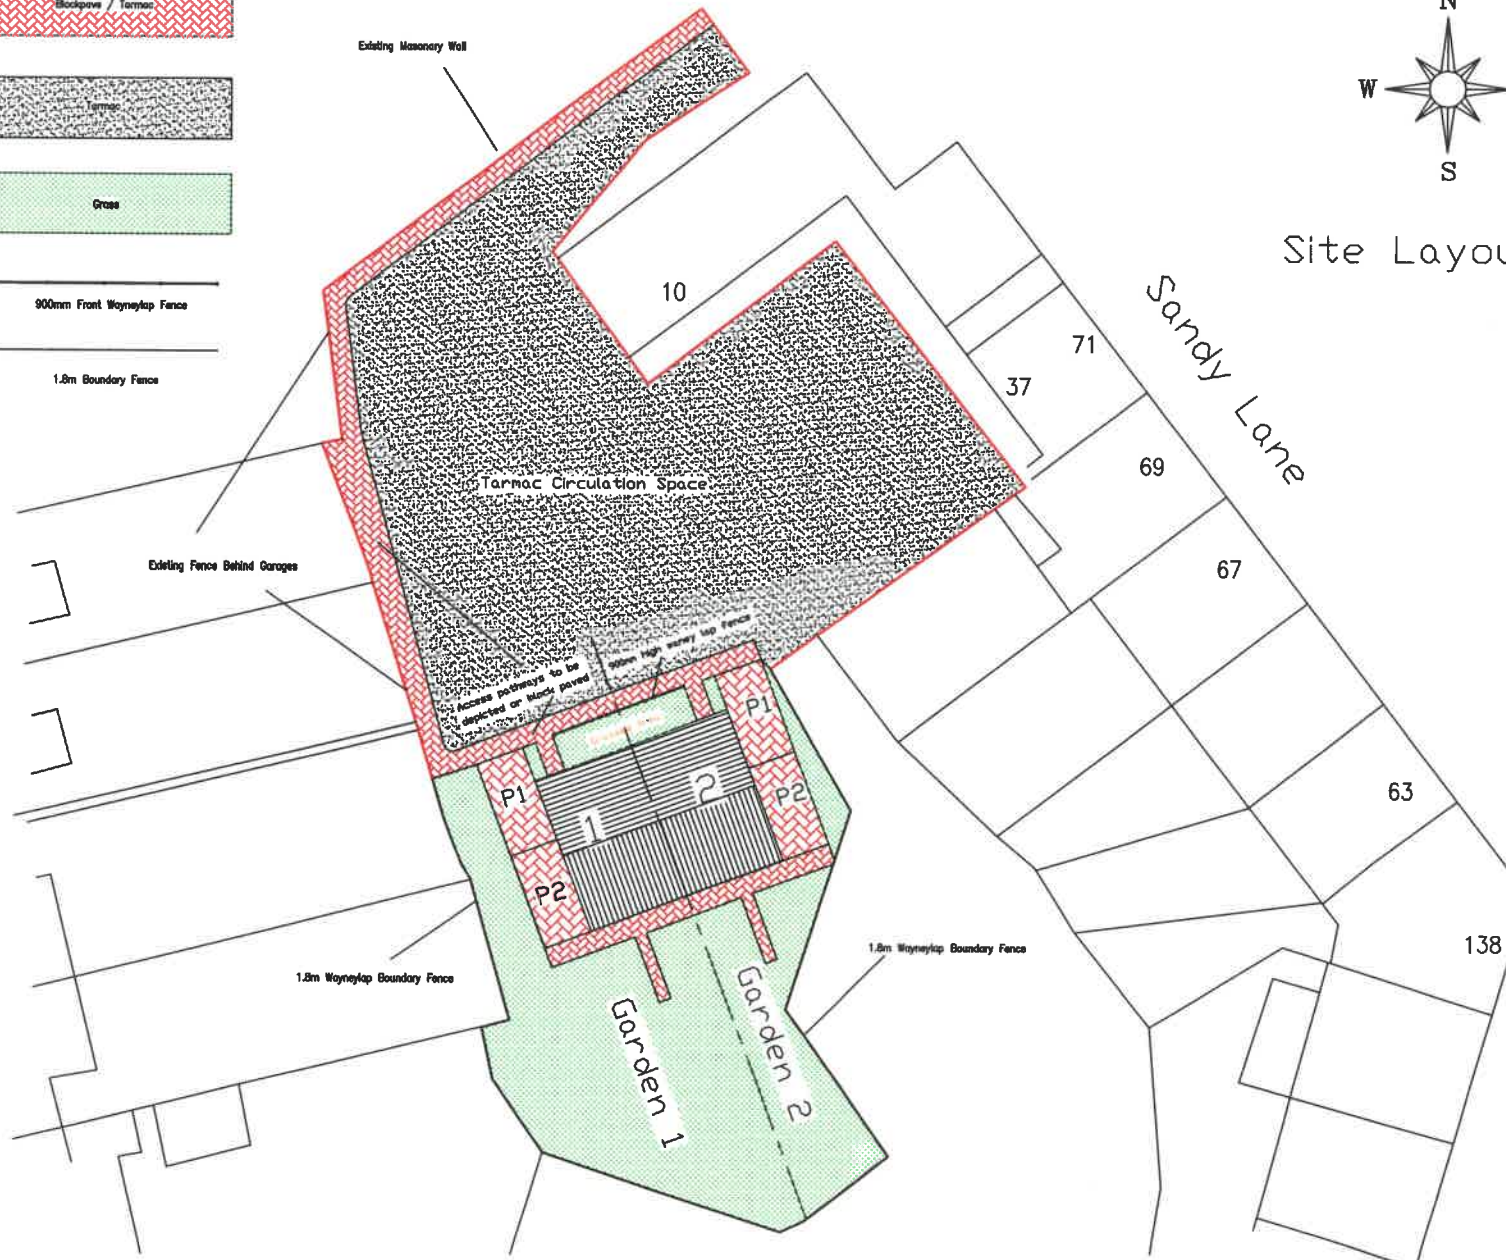 Blockpave / Tarmac
Tarmac
Grass
900mm Front Wayneylap Fence
1.8m Boundary Fence
Existing Masonary Wall
N
W
S
Site Layou
Sandy Lane
10
71
37
69
67
63
138
Tarmac Circulation Space
Existing Fence Behind Garages
Access pathways to be
depicted or block paved
900mm high waney lap fence
P1
P2
1
2
P1
P2
1.8m Wayneylap Boundary Fence
1.8m Wayneylap Boundary Fence
Garden 1
Garden 2